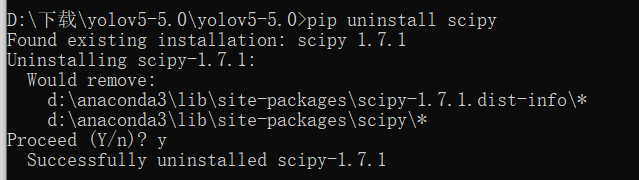 D:\下载\yolov5-5.0\yolov5-5.0>pip uninstall scipy
Found existing installation: scipy 1.7.1
Uninstalling scipy-1.7.1:
  Would remove:
    d:\anaconda3\lib\site-packages\scipy-1.7.1.dist-info\*
    d:\anaconda3\lib\site-packages\scipy\*
Proceed (Y/n)? y
  Successfully uninstalled scipy-1.7.1